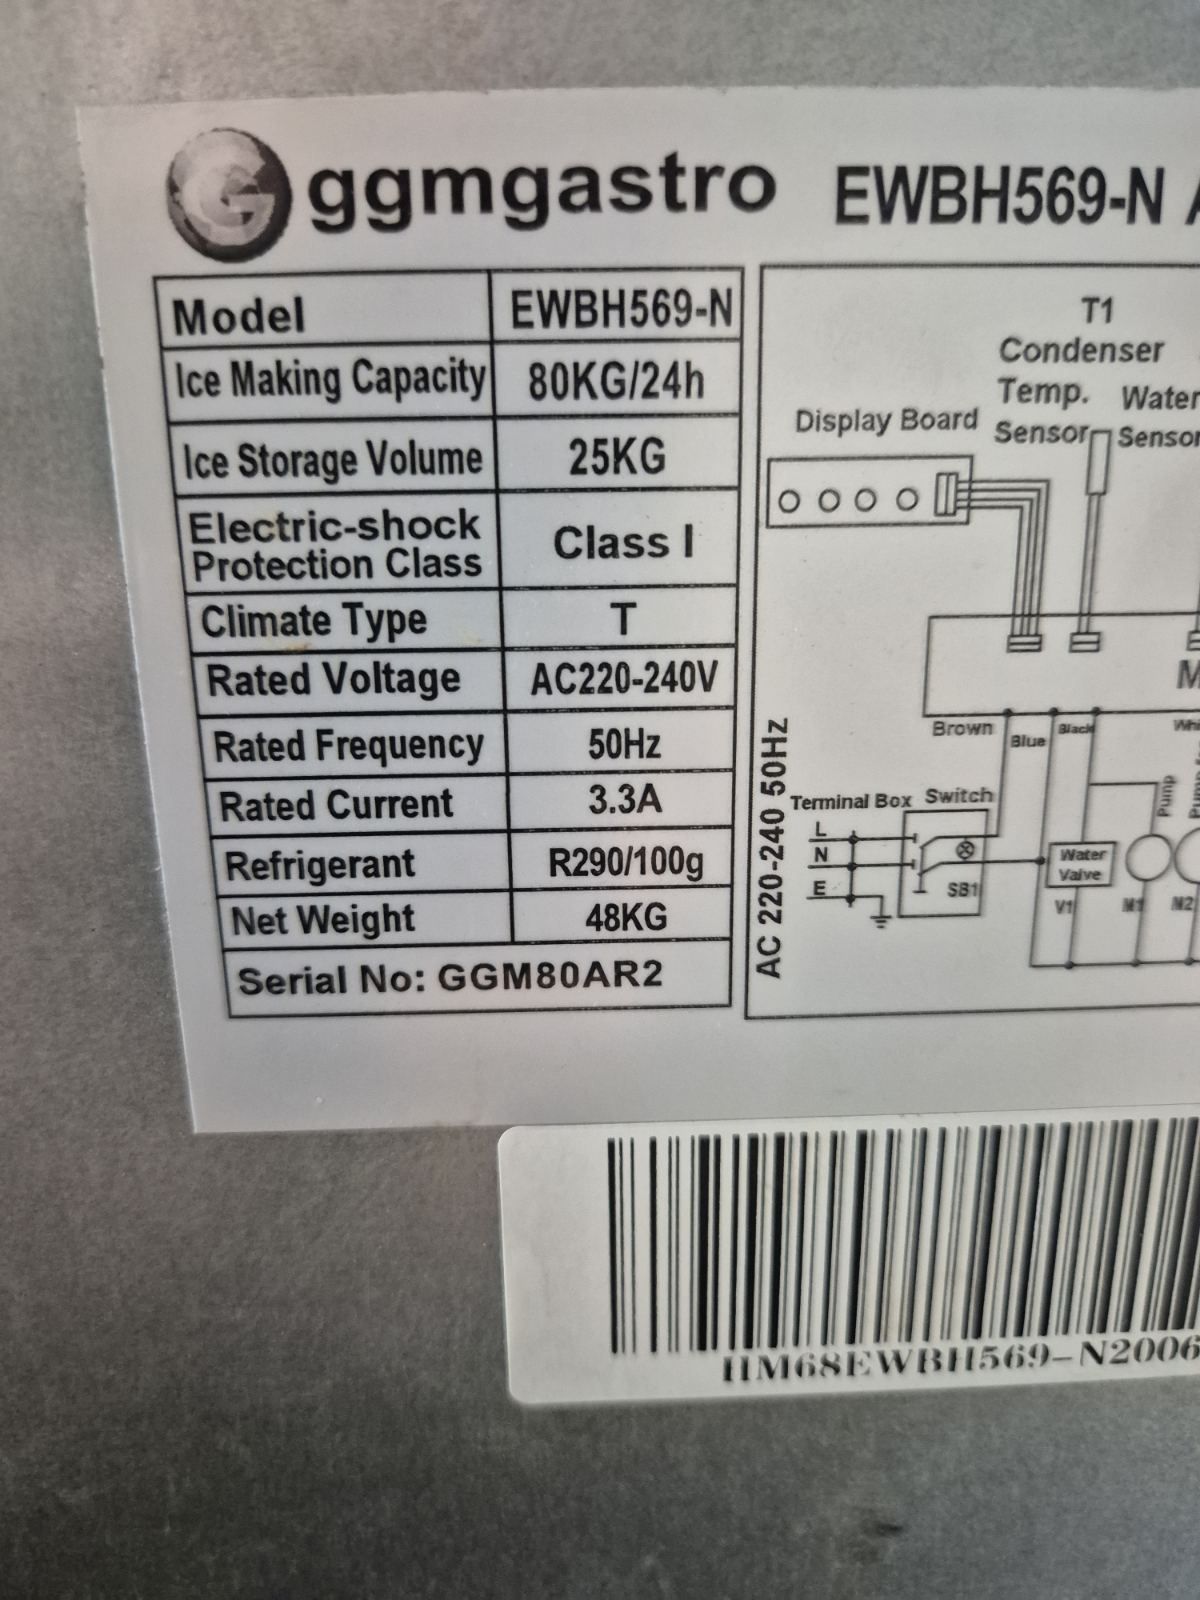 ggmgastro EWBH569-N
Model EWBH569-N
Ice Making Capacity 80KG/24h
Ice Storage Volume 25KG
Electric-shock
Protection Class Class I
Climate Type T
Rated Voltage AC220-240V
Rated Frequency 50Hz
Rated Current 3.3A
Refrigerant R290/100g
Net Weight 48KG
Serial No: GGM80AR2
T1
Condenser
Temp. Water
Sensor Sensor
Display Board
Brown
Blue
Black
Pump
AC 220-240 50Hz
Terminal Box Switch
L
N
E
SB1
Water
Valve
V1
M1
M2
HM68EWBH569-N2006